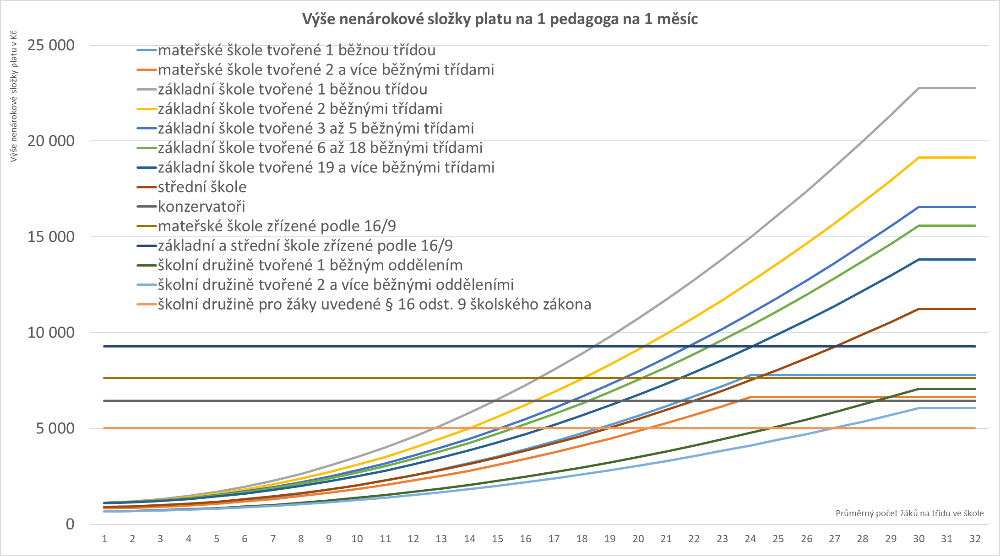 Výše nenárokové složky platu na 1 pedagoga na 1 měsíc
Výše nenárokové složky platu v Kč
25 000
20 000
15 000
10 000
5 000
0
mateřské škole tvořené 1 běžnou třídou
mateřské škole tvořené 2 a více běžnými třídami
základní škole tvořené 1 běžnou třídou
základní škole tvořené 2 běžnými třídami
základní škole tvořené 3 až 5 běžnými třídami
základní škole tvořené 6 až 18 běžnými třídami
základní škole tvořené 19 a více běžnými třídami
střední škole
konzervatoři
mateřské škole zřízené podle 16/9
základní a střední škole zřízené podle 16/9
školní družině tvořené 1 běžným oddělením
školní družině tvořené 2 a více běžnými odděleními
školní družině pro žáky uvedené § 16 odst. 9 školského zákona
Průměrný počet žáků na třídu ve škole
1 2 3 4 5 6 7 8 9 10 11 12 13 14 15 16 17 18 19 20 21 22 23 24 25 26 27 28 29 30 31 32